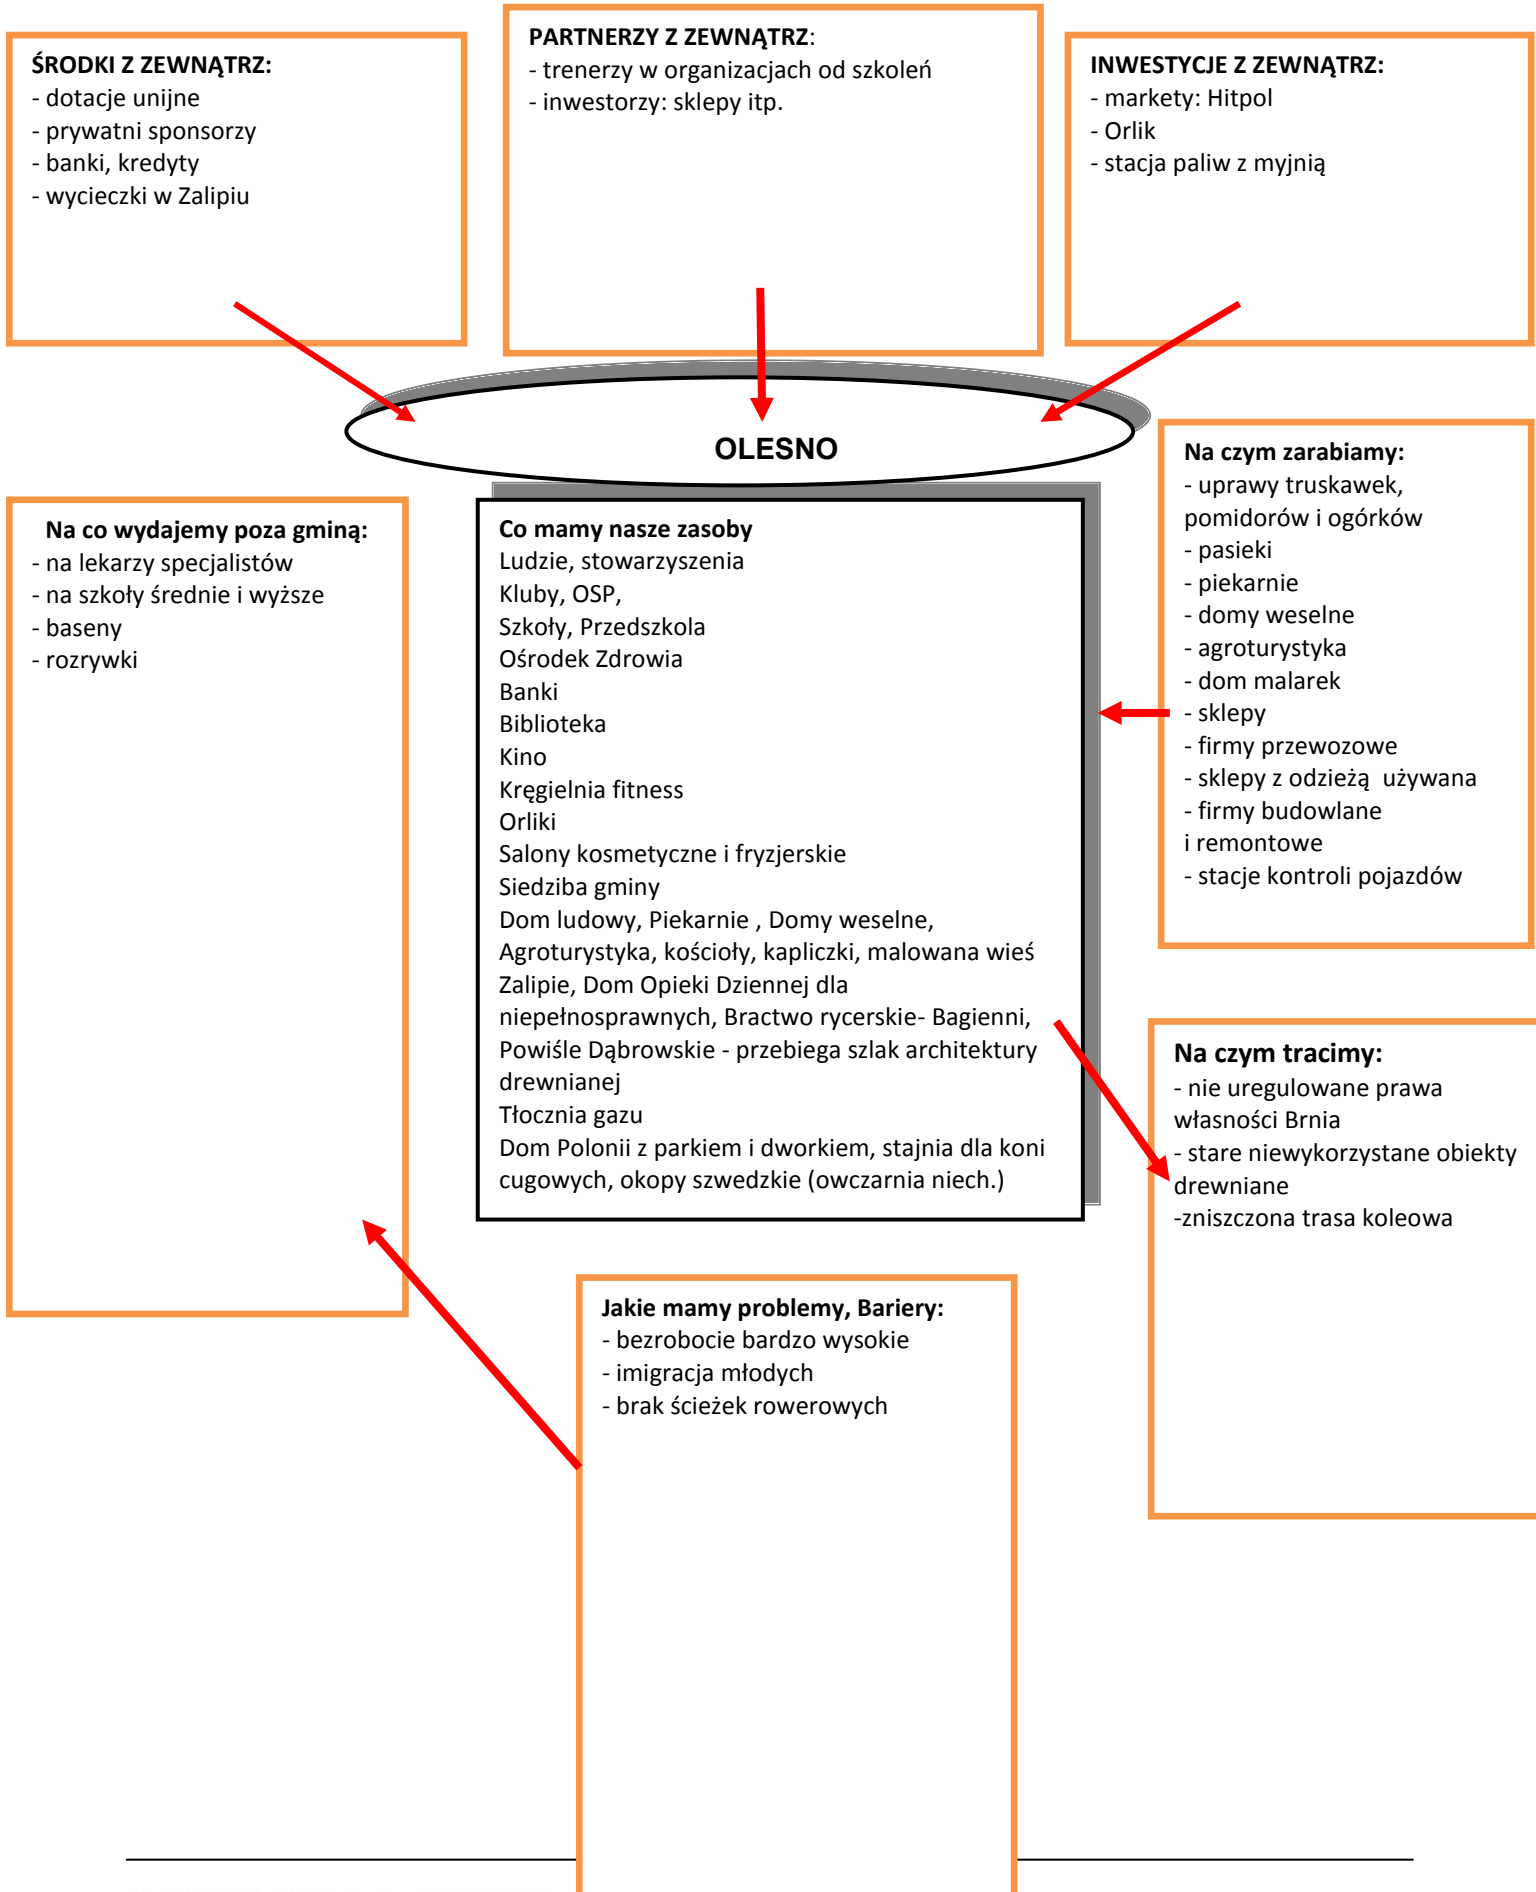 ŚRODKI Z ZEWNĄTRZ:
- dotacje unijne
- prywatni sponsorzy
- banki, kredyty
- wycieczki w Zalipiu
PARTNERZY Z ZEWNĄTRZ:
- trenerzy w organizacjach od szkoleń
- inwestorzy: sklepy itp.
INWESTYCJE Z ZEWNĄTRZ:
- markety: Hitpol
- Orlik
- stacja paliw z myjnią
OLESNO
Na co wydajemy poza gminą:
- na lekarzy specjalistów
- na szkoły średnie i wyższe
- baseny
- rozrywki
Co mamy nasze zasoby
Ludzie, stowarzyszenia
Kluby, OSP,
Szkoły, Przedszkola
Ośrodek Zdrowia
Banki
Biblioteka
Kino
Kręgielnia fitness
Orliki
Salony kosmetyczne i fryzjerskie
Siedziba gminy
Dom ludowy, Piekarnie , Domy weselne,
Agroturystyka, kościoły, kapliczki, malowana wieś
Zalipie, Dom Opieki Dziennej dla
niepełnosprawnych, Bractwo rycerskie- Bagienni,
Powiśle Dąbrowskie - przebiega szlak architektury
drewnianej
Tłocznia gazu
Dom Polonii z parkiem i dworkiem, stajnia dla koni
cugowych, okopy szwedzkie (owczarnia niech.)
Na czym zarabiamy:
- uprawy truskawek,
pomidorów i ogórków
- pasieki
- piekarnie
- domy weselne
- agroturystyka
- dom malarek
- sklepy
- firmy przewozowe
- sklepy z odzieżą  używana
- firmy budowlane
i remontowe
- stacje kontroli pojazdów
Na czym tracimy:
- nie uregulowane prawa
własności Brnia
- stare niewykorzystane obiekty
drewniane
-zniszczona trasa koleowa
Jakie mamy problemy, Bariery:
- bezrobocie bardzo wysokie
- imigracja młodych
- brak ścieżek rowerowych